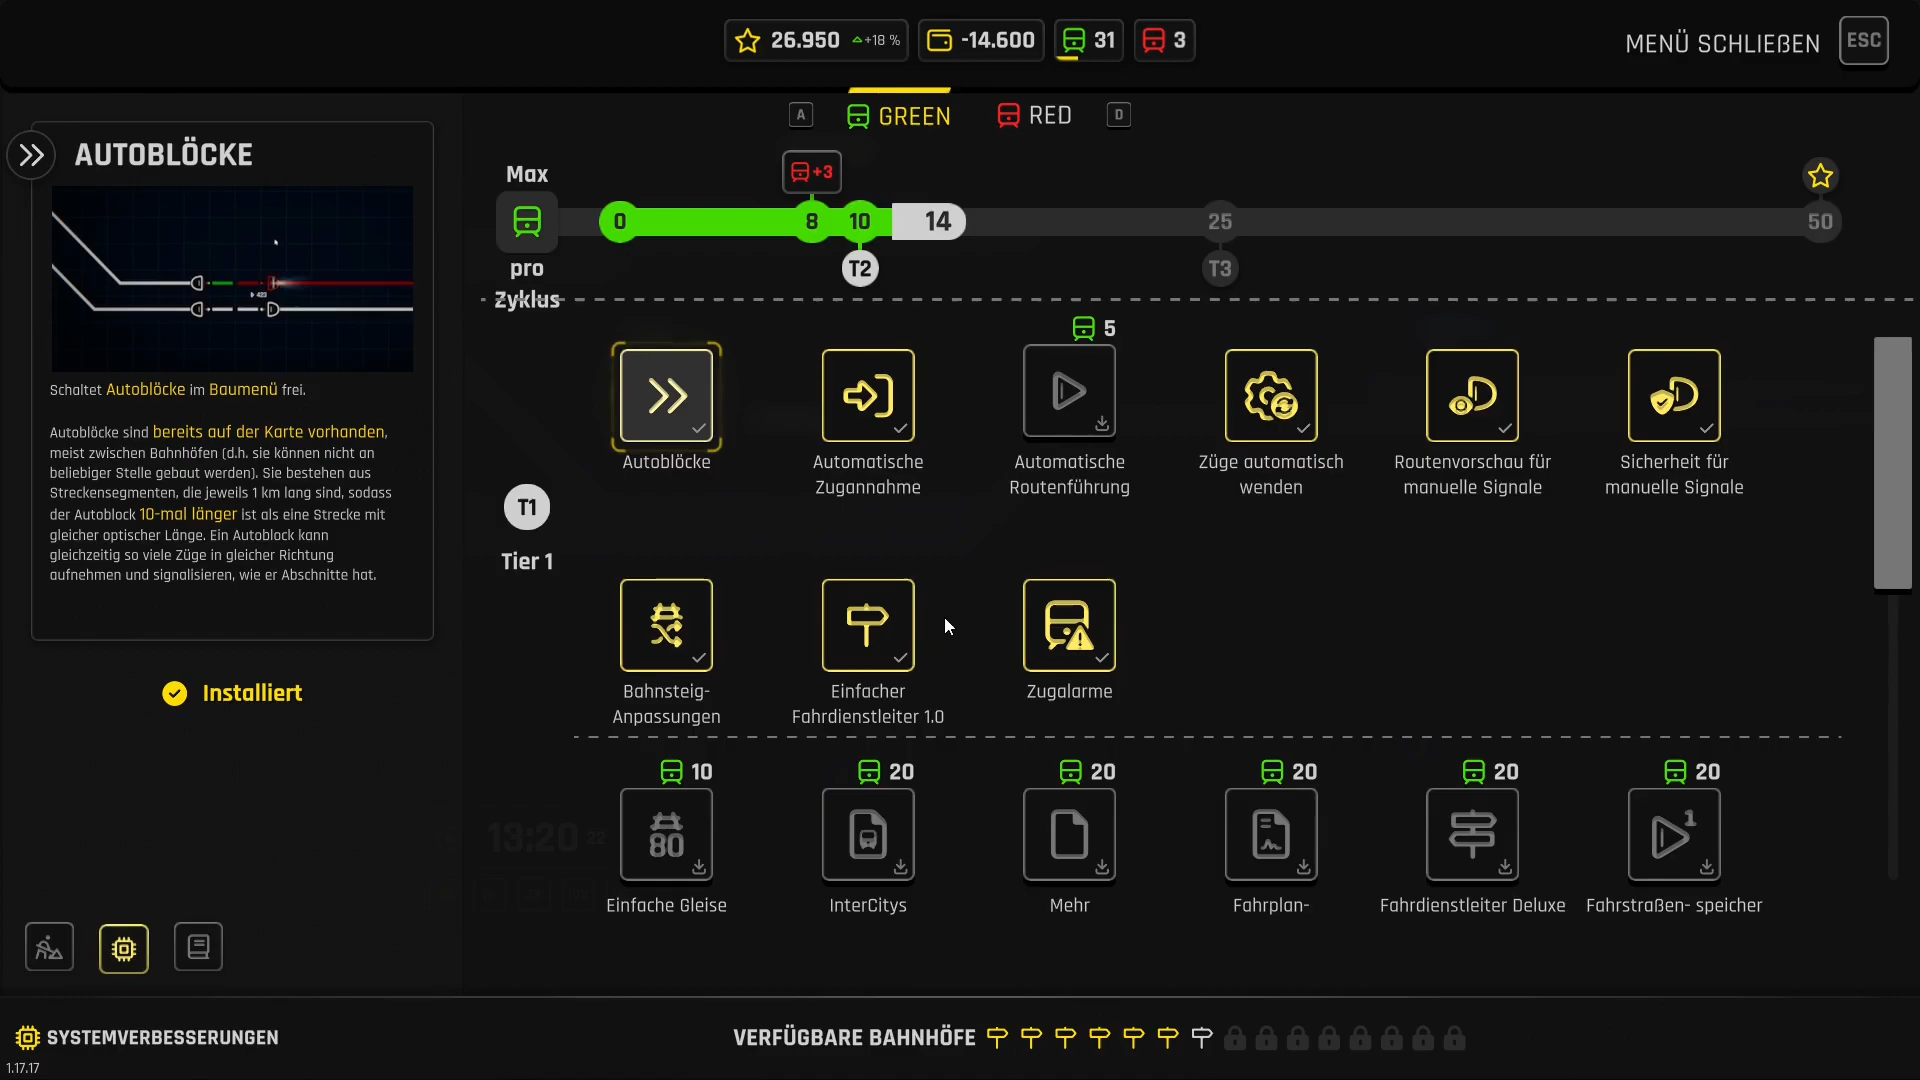 26.950 +18 %
-14.600
31
3
MENÜ SCHLIEßEN ESC
A GREEN RED D
AUTOBLÖCKE
Schaltet Autoblöcke im Baumenü frei.
Autoblöcke sind bereits auf der Karte vorhanden,
meist zwischen Bahnhöfen (d.h. sie können nicht an
beliebiger Stelle gebaut werden). Sie bestehen aus
Streckensegmenten, die jeweils 1 km lang sind, sodass
der Autoblock 10-mal länger ist als eine Strecke mit
gleicher optischer Länge. Ein Autoblock kann
gleichzeitig so viele Züge in gleicher Richtung
aufnehmen und signalisieren, wie er Abschnitte hat.
Installiert
Max
pro
Zyklus
+3
0 8 10 14 25 50
T2 T3
T1
Tier 1
5
Autoblöcke
Automatische
Zugannahme
Automatische
Routenführung
Züge automatisch
wenden
Routenvorschau für
manuelle Signale
Sicherheit für
manuelle Signale
Bahnsteig-
Anpassungen
Einfacher
Fahrdienstleiter 1.0
Zugalarme
10 20 20 20 20 20
80
1
13:20 22
Einfache Gleise
InterCitys
Mehr
Fahrplan-
Fahrdienstleiter Deluxe
Fahrstraßen- speicher
SYSTEMVERBESSERUNGEN
VERFÜGBARE BAHNHÖFE
1.17.17